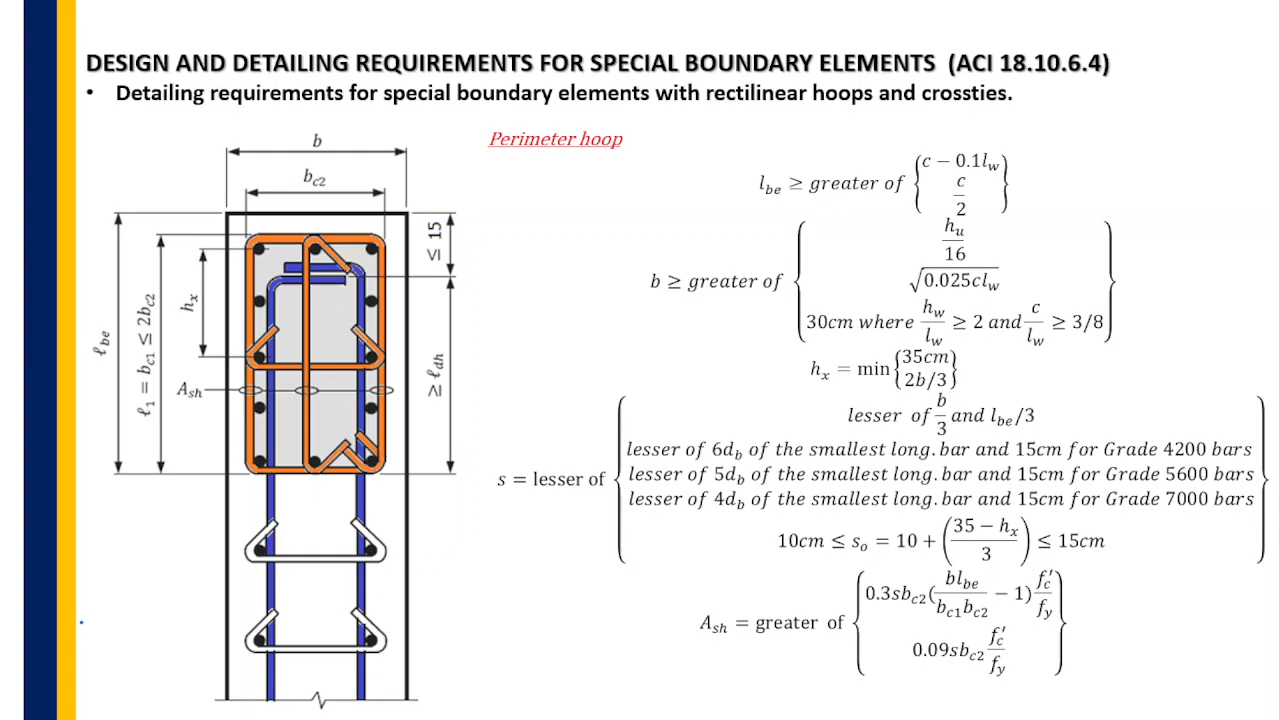 DESIGN AND DETAILING REQUIREMENTS FOR SPECIAL BOUNDARY ELEMENTS (ACI 18.10.6.4)
• Detailing requirements for special boundary elements with rectilinear hoops and crossties.
Perimeter hoop
b
b_c2
≤ 15
h_x
ℓ_be
ℓ_1 = b_c1 ≤ 2b_c2
A_sh
≥ ℓ_dh
l_be ≥ greater of { c − 0.1l_w
c/2 }
b ≥ greater of { h_u/16
√0.025cl_w
30cm where h_w/l_w ≥ 2 and c/l_w ≥ 3/8 }
h_x = min { 35cm
2b/3 }
s = lesser of { lesser of b/3 and l_be/3
lesser of 6d_b of the smallest long. bar and 15cm for Grade 4200 bars
lesser of 5d_b of the smallest long. bar and 15cm for Grade 5600 bars
lesser of 4d_b of the smallest long. bar and 15cm for Grade 7000 bars
10cm ≤ s_o = 10 + ((35 − h_x)/3) ≤ 15cm }
A_sh = greater of { 0.3sb_c2(bl_be/b_c1b_c2 − 1) f_c′/f_y
0.09sb_c2 f_c′/f_y }